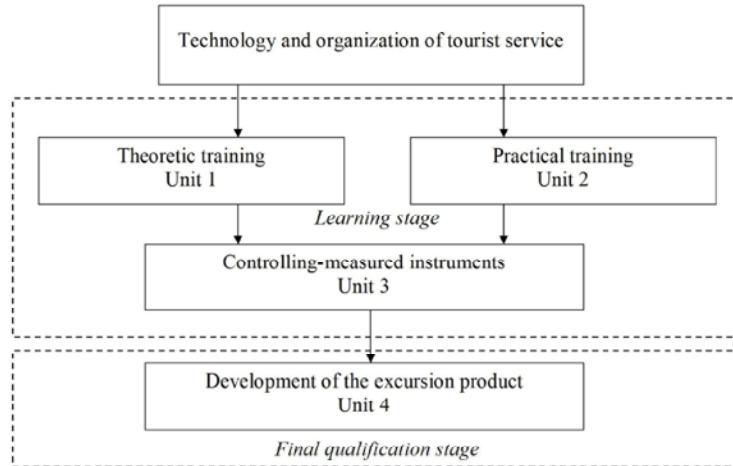 Technology and organization of tourist service
Theoretic training
Unit 1
Practical training
Unit 2
Learning stage
Controlling-measured instruments
Unit 3
Development of the excursion product
Unit 4
Final qualification stage